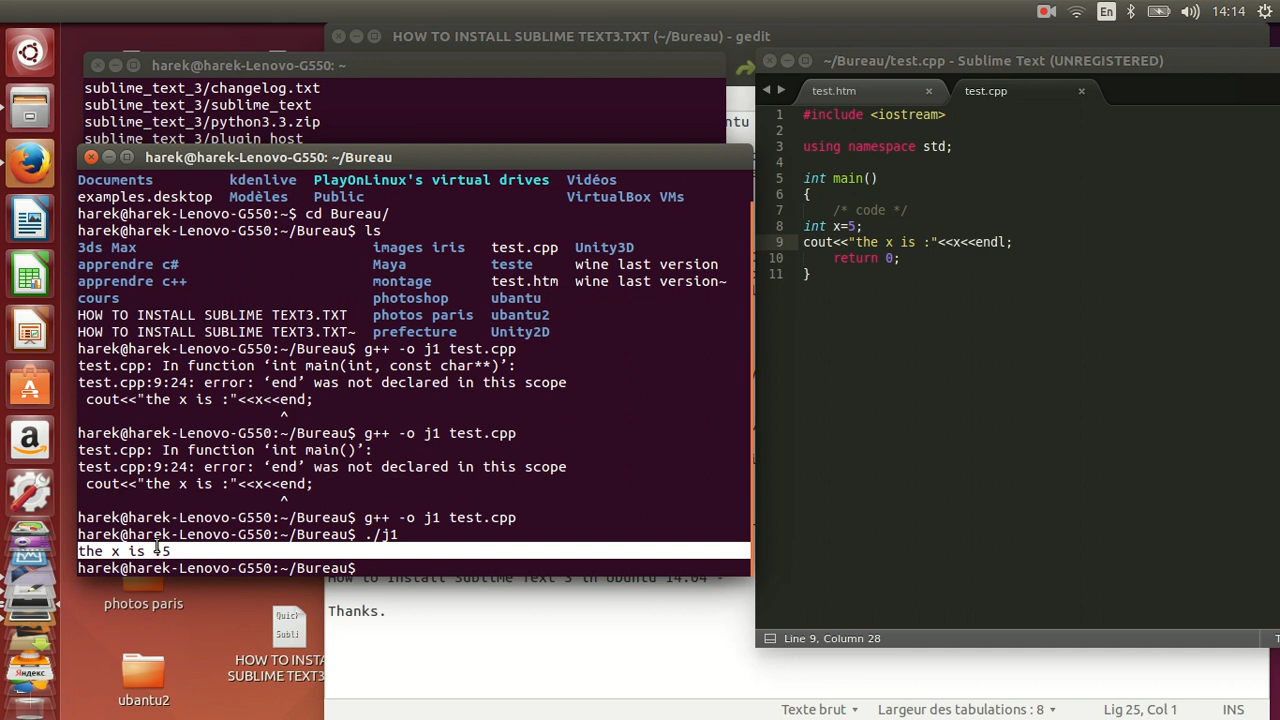 En
14:14
HOW TO INSTALL SUBLIME TEXT3.TXT (~/Bureau) - gedit
harek@harek-Lenovo-G550: ~
sublime_text_3/changelog.txt
sublime_text_3/sublime_text
sublime_text_3/python3.3.zip
sublime_text_3/plugin_host
harek@harek-Lenovo-G550: ~/Bureau
Documents kdenlive PlayOnLinux's virtual drives Vidéos
examples.desktop Modèles Public VirtualBox VMs
harek@harek-Lenovo-G550:~$ cd Bureau/
harek@harek-Lenovo-G550:~/Bureau$ ls
3ds Max images iris test.cpp Unity3D
apprendre c# Maya teste wine last version
apprendre c++ montage test.htm wine last version~
cours photoshop ubantu
HOW TO INSTALL SUBLIME TEXT3.TXT photos paris ubantu2
HOW TO INSTALL SUBLIME TEXT3.TXT~ prefecture Unity2D
harek@harek-Lenovo-G550:~/Bureau$ g++ -o j1 test.cpp
test.cpp: In function ‘int main(int, const char**)’:
test.cpp:9:24: error: ‘end’ was not declared in this scope
cout<<"the x is :"<<x<<end;
^
harek@harek-Lenovo-G550:~/Bureau$ g++ -o j1 test.cpp
test.cpp: In function ‘int main()’:
test.cpp:9:24: error: ‘end’ was not declared in this scope
cout<<"the x is :"<<x<<end;
^
harek@harek-Lenovo-G550:~/Bureau$ g++ -o j1 test.cpp
harek@harek-Lenovo-G550:~/Bureau$ ./j1
the x is :5
harek@harek-Lenovo-G550:~/Bureau$
~/Bureau/test.cpp - Sublime Text (UNREGISTERED)
test.htm
test.cpp
1 #include <iostream>
2
3 using namespace std;
4
5 int main()
6 {
7 /* code */
8 int x=5;
9 cout<<"the x is :"<<x<<endl;
10 return 0;
11 }
Line 9, Column 28
How to Install Sublime Text 3 in Ubuntu 14.04 -
Thanks.
photos paris
HOW TO INSTA
SUBLIME TEXT3
Quick
Subli
ubantu2
Яндекс
Texte brut
Largeur des tabulations : 8
Lig 25, Col 1
INS